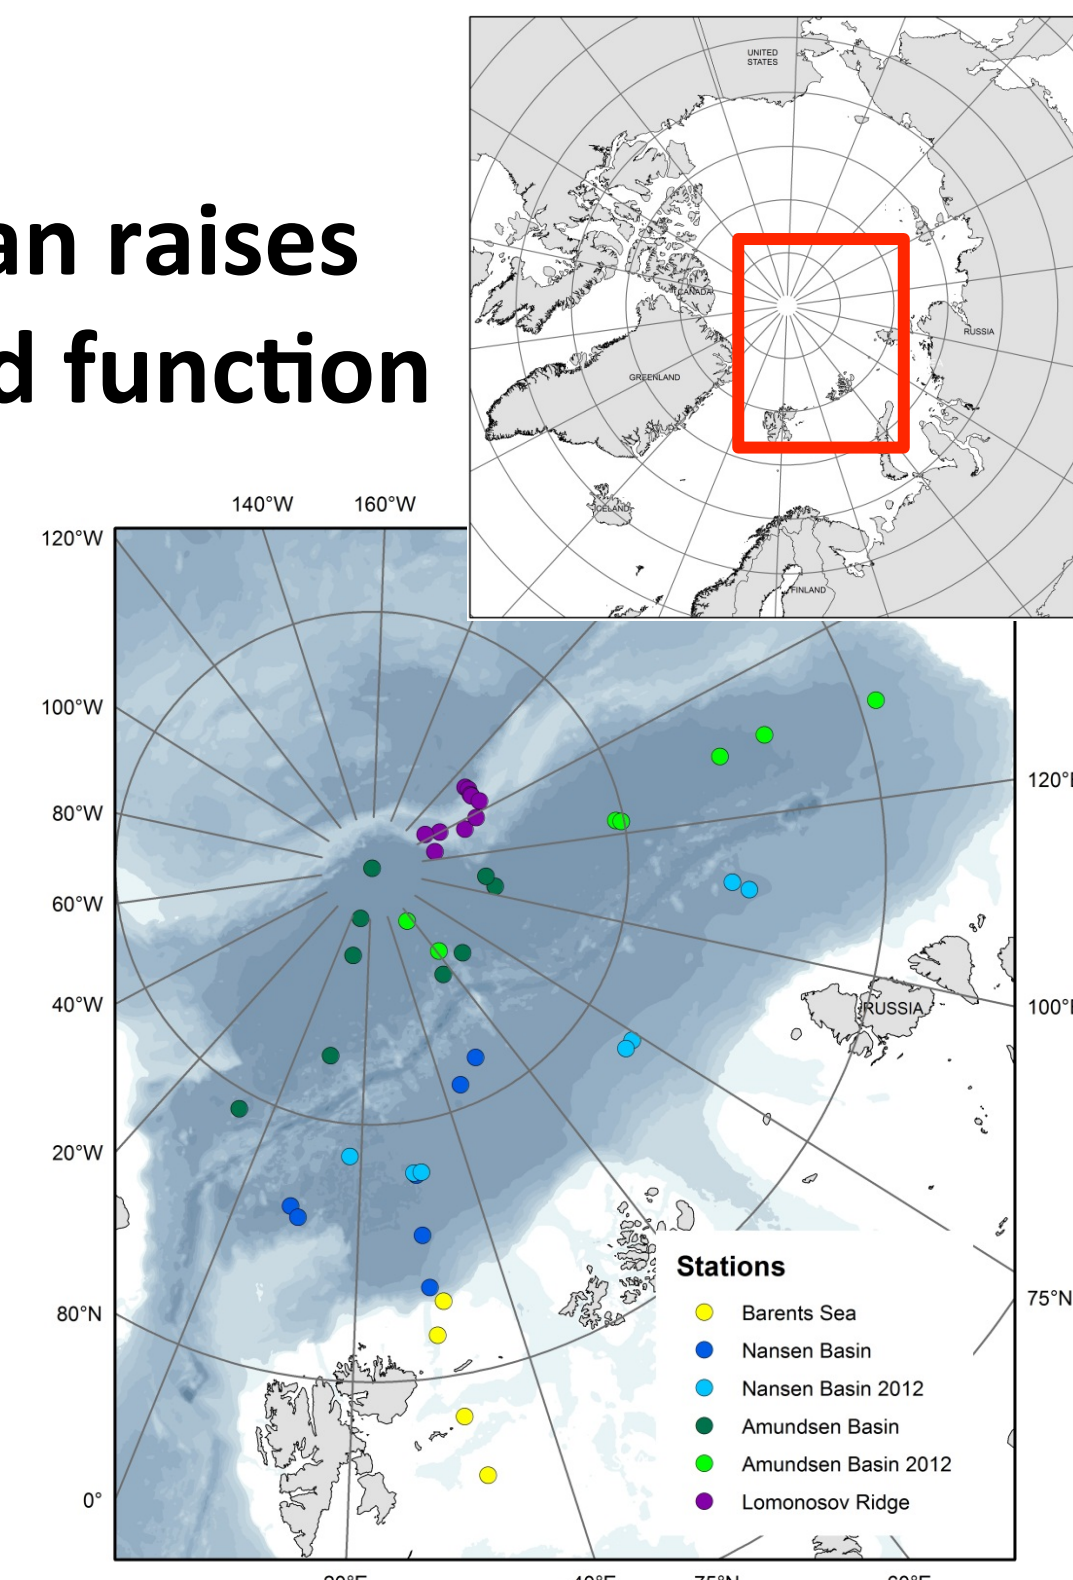 an raises
d function
UNITED
STATES
CANADA
RUSSIA
GREENLAND
ICELAND
FINLAND
140°W 160°W
120°W
100°W
80°W
60°W
40°W
20°W
80°N
0°
120°
100°
75°N
RUSSIA
Stations
Barents Sea
Nansen Basin
Nansen Basin 2012
Amundsen Basin
Amundsen Basin 2012
Lomonosov Ridge